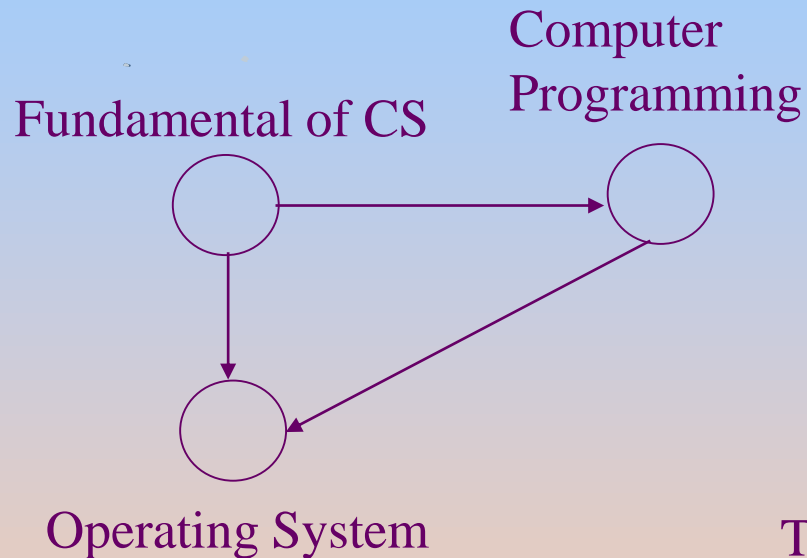 Computer
Programming
Fundamental of CS
Operating System
T